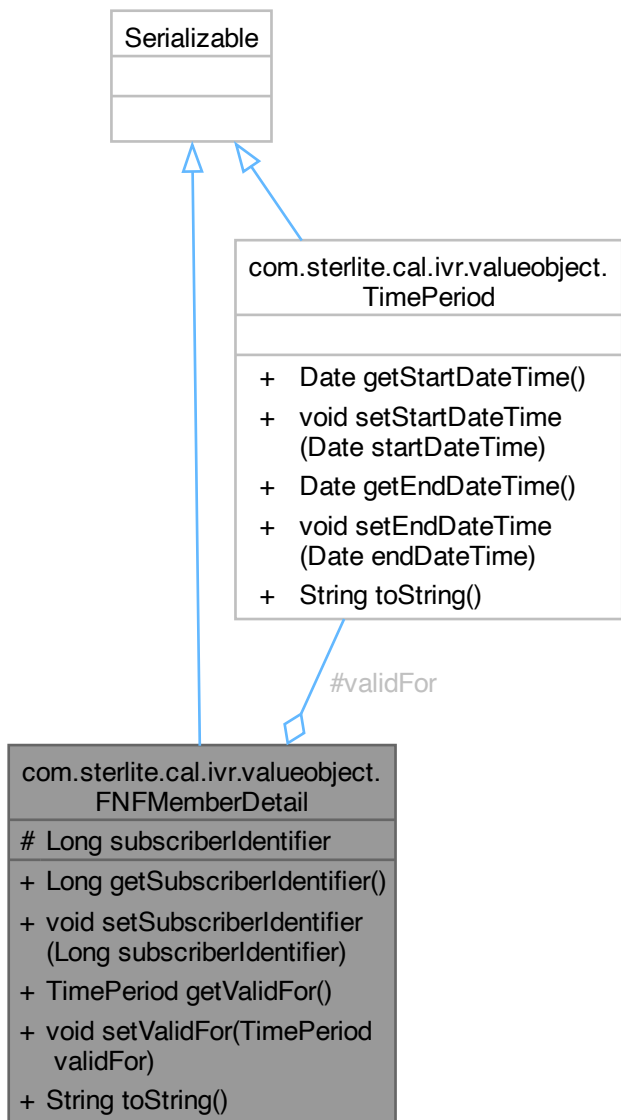 Serializable
com.sterlite.cal.ivr.valueobject.
TimePeriod
+ Date getStartDateTime()
+ void setStartDateTime
(Date startDateTime)
+ Date getEndDateTime()
+ void setEndDateTime
(Date endDateTime)
+ String toString()
#validFor
com.sterlite.cal.ivr.valueobject.
FNFMemberDetail
# Long subscriberIdentifier
+ Long getSubscriberIdentifier()
+ void setSubscriberIdentifier
(Long subscriberIdentifier)
+ TimePeriod getValidFor()
+ void setValidFor(TimePeriod
validFor)
+ String toString()